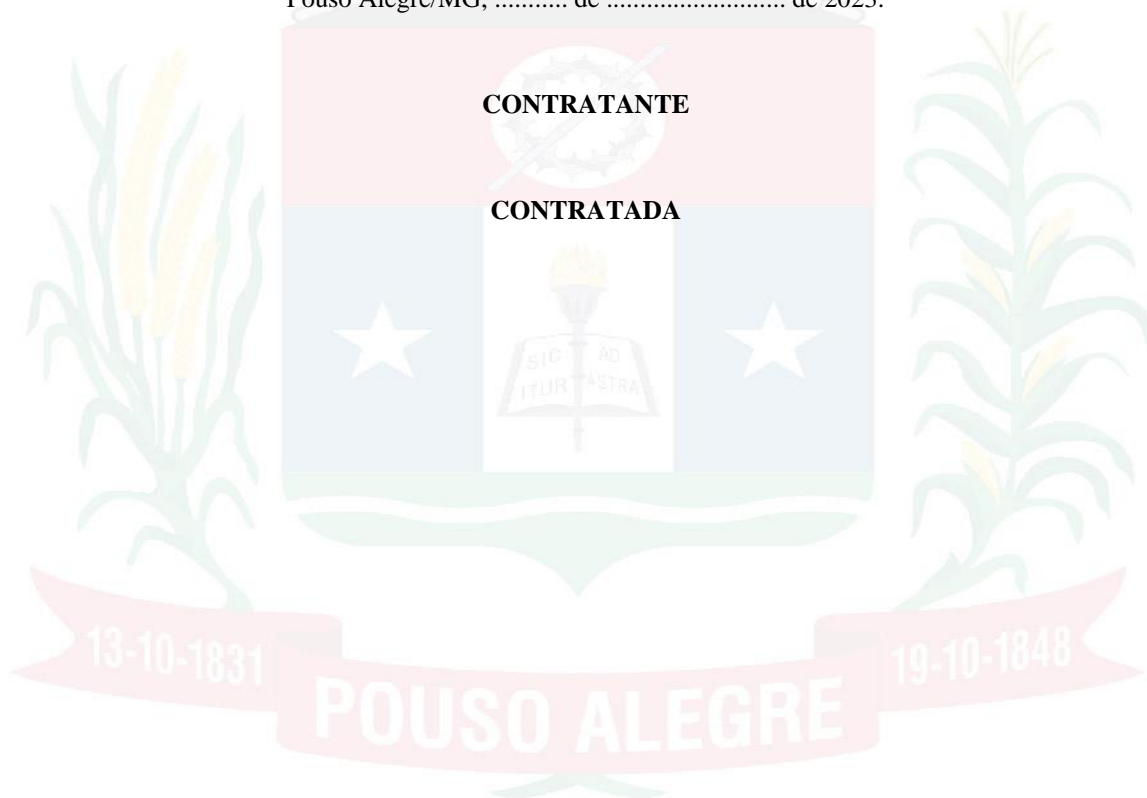 Pouso Alegre/MG, ........... de ........................... de 2023.
CONTRATANTE
CONTRATADA
SIC AD
ITUR ASTRA
13-10-1831
19-10-1848
POUSO ALEGRE